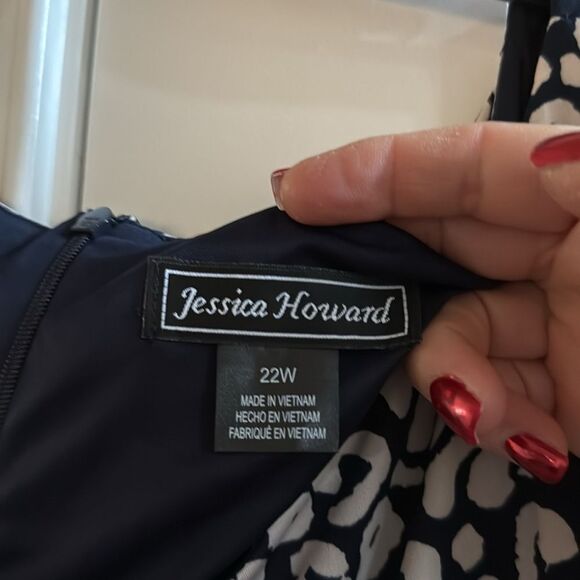 Jessica Howard
22W
MADE IN VIETNAM
HECHO EN VIETNAM
FABRIQUÉ EN VIETNAM